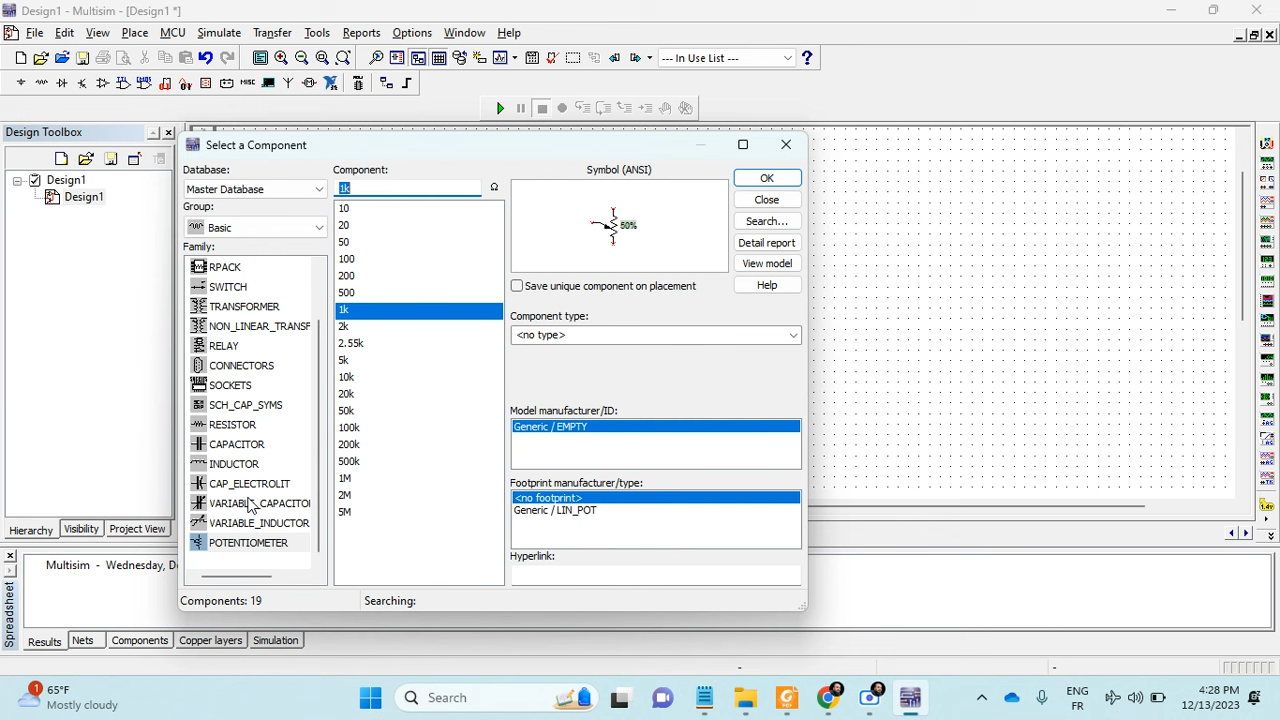 Design1 - Multisim - [Design1 *]
File Edit View Place MCU Simulate Transfer Tools Reports Options Window Help
--- In Use List ---
MISC
Design Toolbox
Design1
Design1
Hierarchy Visibility Project View
Select a Component
Database:
Master Database
Group:
Basic
Family:
RPACK
SWITCH
TRANSFORMER
NON_LINEAR_TRANSF
RELAY
CONNECTORS
SOCKETS
SCH_CAP_SYMS
RESISTOR
CAPACITOR
INDUCTOR
CAP_ELECTROLIT
VARIABLE_CAPACITO
VARIABLE_INDUCTOR
POTENTIOMETER
Component:
1k Ω
10
20
50
100
200
500
1k
2k
2.55k
5k
10k
20k
50k
100k
200k
500k
1M
2M
5M
Symbol (ANSI)
50%
Save unique component on placement
Component type:
<no type>
Model manufacturer/ID:
Generic / EMPTY
Footprint manufacturer/type:
<no footprint>
Generic / LIN_POT
Hyperlink:
OK
Close
Search...
Detail report
View model
Help
Components: 19 Searching:
1.4v
Multisim - Wednesday, De
Spreadsheet
Results Nets Components Copper layers Simulation
- -
1
65°F
Mostly cloudy
Search
ENG
FR
4:28 PM
12/13/2023